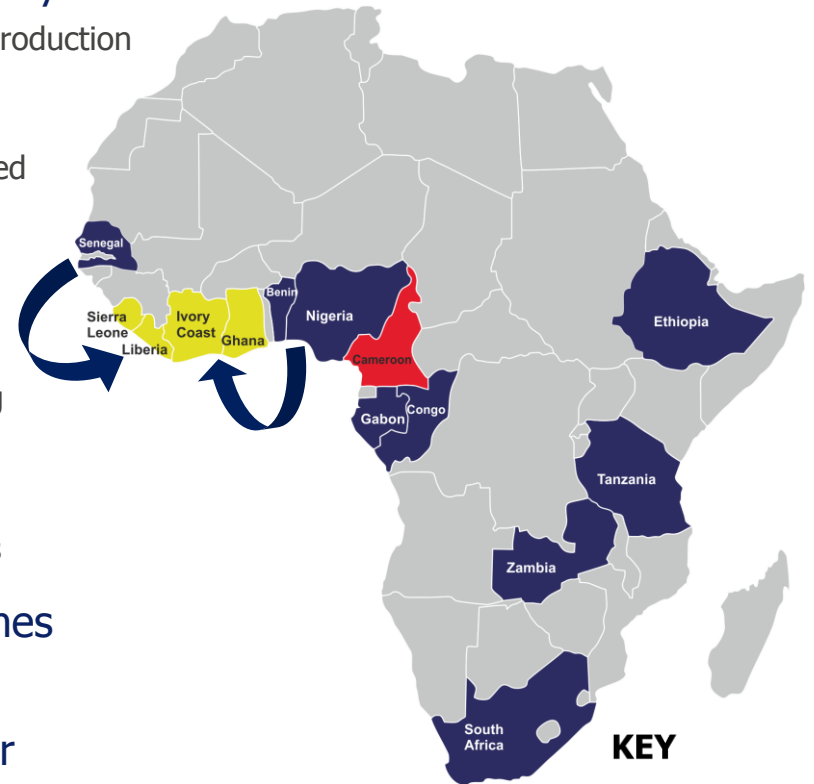 y
roduction
ed
Senegal
Benin
Sierra
Leone
Ivory
Coast
Nigeria
Ethiopia
Liberia
Ghana
Cameroon
g
Gabon
Congo
Tanzania
s
Zambia
nes
South
Africa
KEY
r